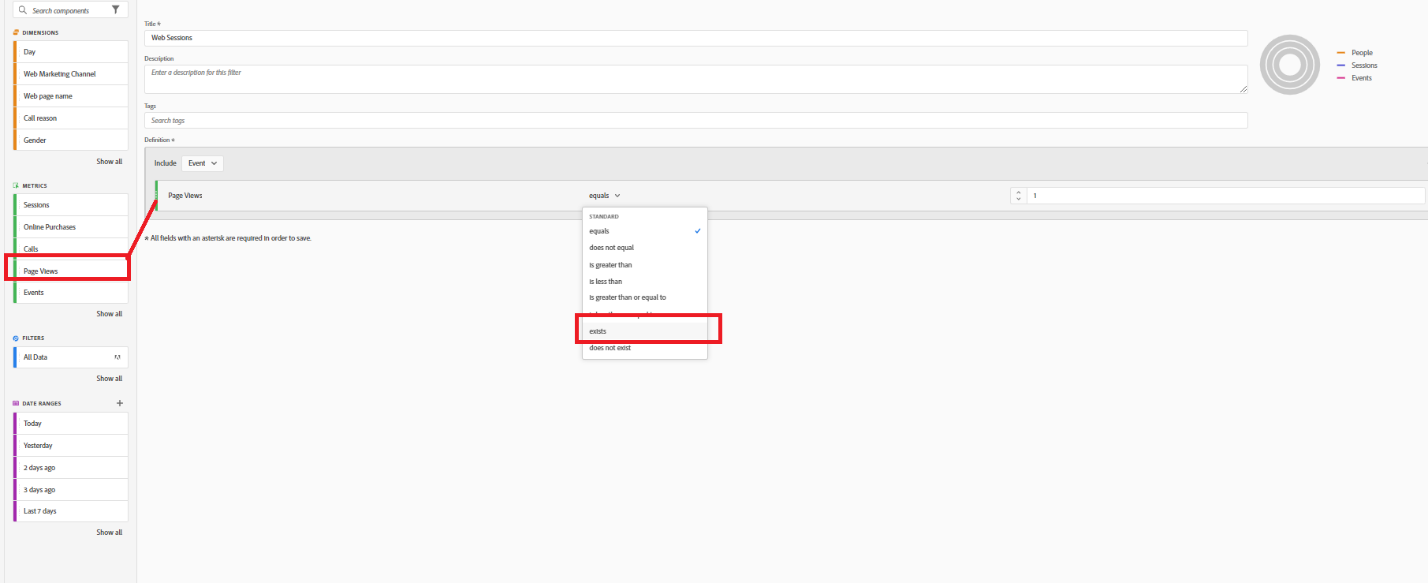 Search components
DIMENSIONS
Day
Web Marketing Channel
Web page name
Call reason
Gender
Show all
METRICS
Sessions
Online Purchases
Calls
Page Views
Events
Show all
FILTERS
All Data
Show all
DATE RANGES
Today
Yesterday
2 days ago
3 days ago
Last 7 days
Show all
Title *
Web Sessions
Description
Enter a description for this filter
Tags
Search tags
Definition *
Include Event
Page Views equals 1
STANDARD
equals
does not equal
is greater than
is less than
is greater than or equal to
exists
does not exist
* All fields with an asterisk are required in order to save.
People
Sessions
Events